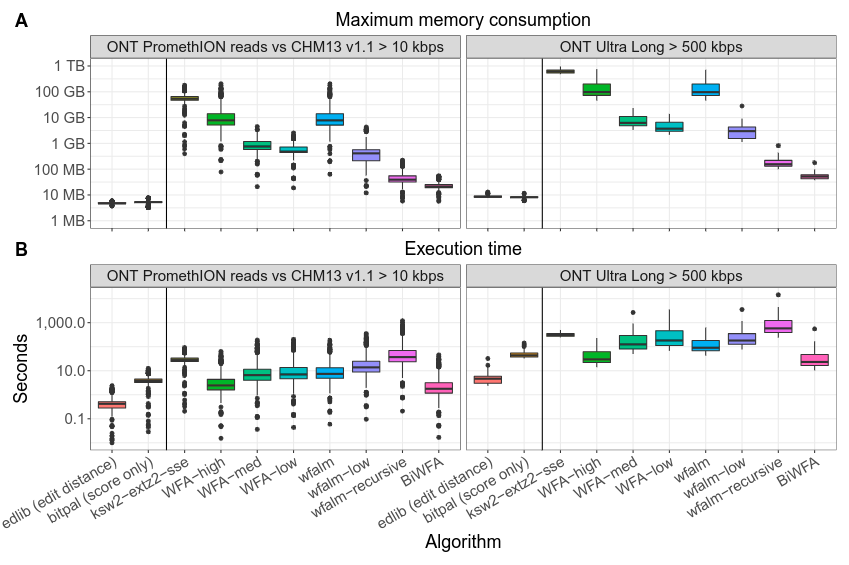 A
Maximum memory consumption
ONT PromethION reads vs CHM13 v1.1 > 10 kbps
ONT Ultra Long > 500 kbps
1 TB
100 GB
10 GB
1 GB
100 MB
10 MB
1 MB
B
Execution time
ONT PromethION reads vs CHM13 v1.1 > 10 kbps
ONT Ultra Long > 500 kbps
Seconds
1,000.0
10.0
0.1
edlib (edit distance)
bitpal (score only)
ksw2-extz2-sse
WFA-high
WFA-med
WFA-low
wfalm
wfalm-low
wfalm-recursive
BiWFA
edlib (edit distance)
bitpal (score only)
ksw2-extz2-sse
WFA-high
WFA-med
WFA-low
wfalm
wfalm-low
wfalm-recursive
BiWFA
Algorithm